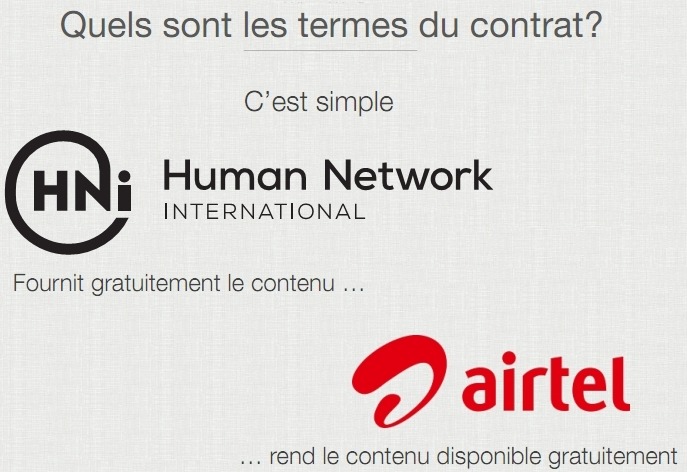 Quels sont les termes du contrat?
C'est simple
HNi
Human Network
INTERNATIONAL
Fournit gratuitement le contenu ...
airtel
... rend le contenu disponible gratuitement